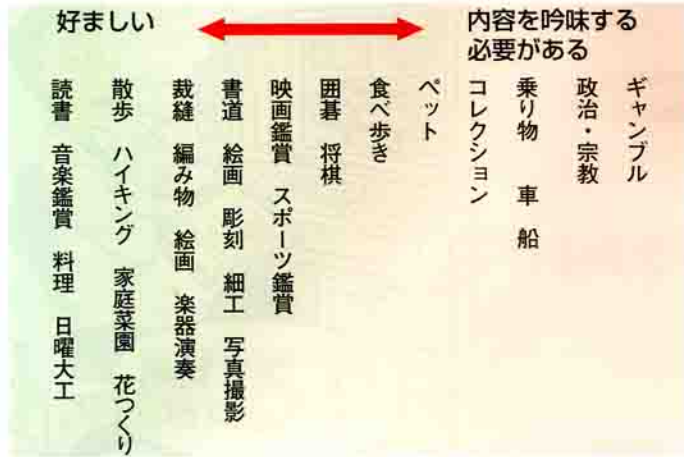 好ましい
内容を吟味する
必要がある
ギャンブル
政治・宗教
乗り物 車 船
コレクション
ペット
食べ歩き
囲碁 将棋
映画鑑賞 スポーツ鑑賞
書道 絵画 彫刻 細工 写真撮影
裁縫 編み物 絵画 楽器演奏
散歩 ハイキング 家庭菜園 花つくり
読書 音楽鑑賞 料理 日曜大工